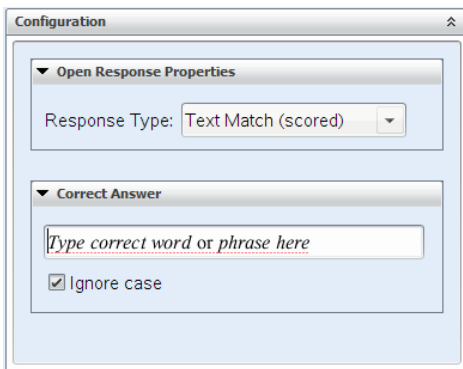 Configuration
Open Response Properties
Response Type: Text Match (scored)
Correct Answer
Type correct word or phrase here
Ignore case